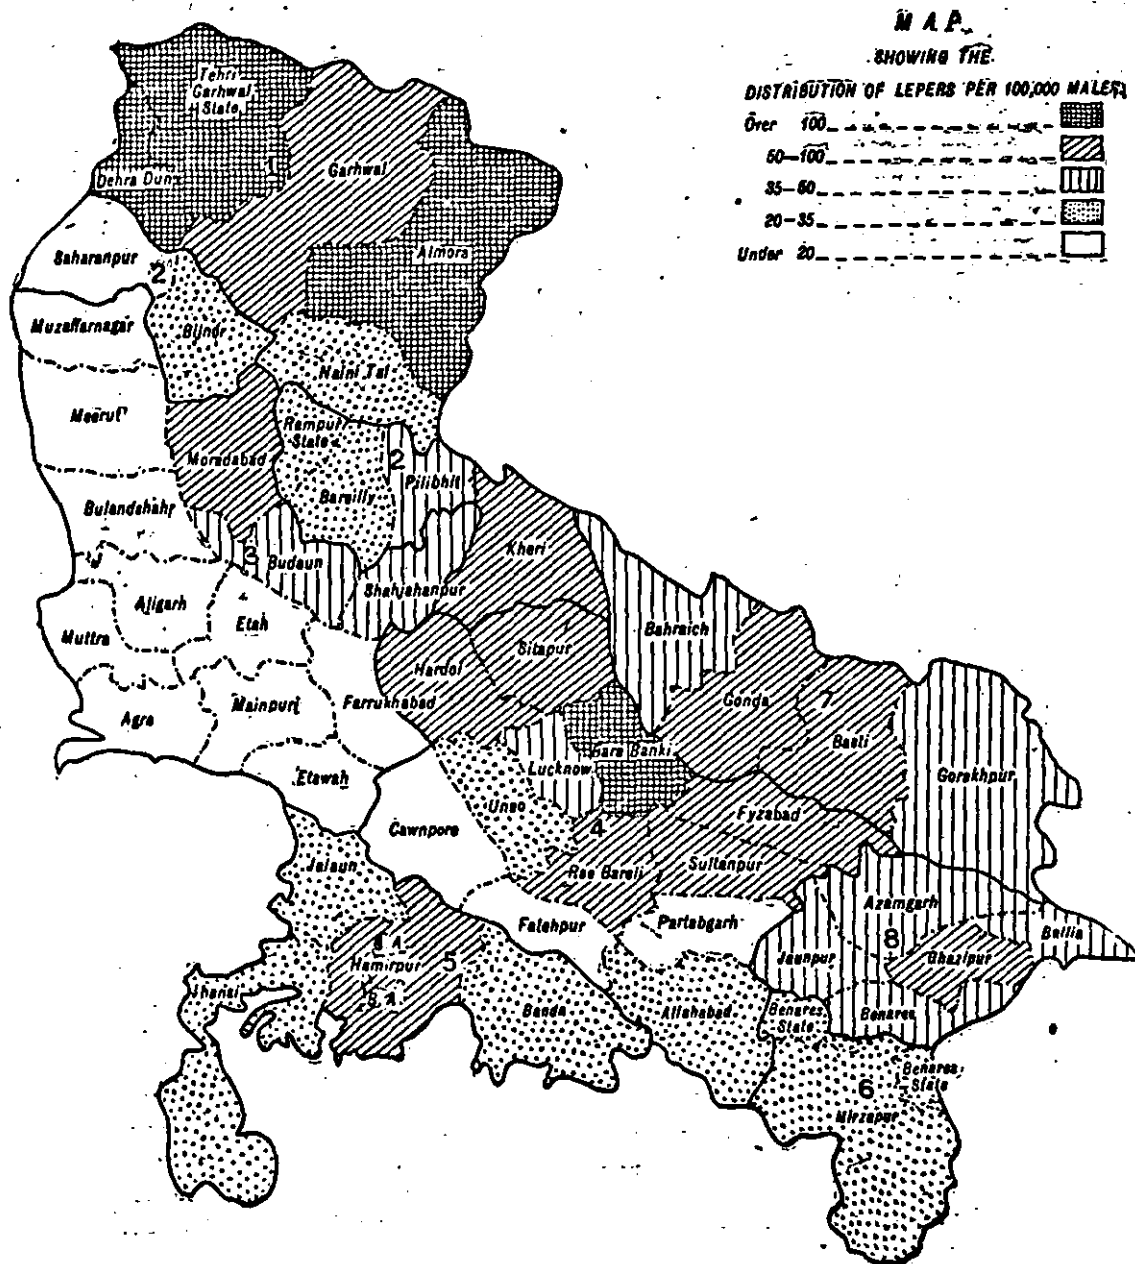 MAP
SHOWING THE
DISTRIBUTION OF LEPERS PER 100,000 MALES
Over 100
50—100
35—50
20—35
Under 20
Tehri
Garhwal
State
1
Dehra Dun
Garhwal
Almora
Saharanpur
2
Muzaffarnagar
Bijnor
Naini Tal
Meerut
Rampur
State
Moradabad
2
Pilibhit
Bareilly
Bulandshahr
3
Budaun
Kheri
Shahjahanpur
Aligarh
Etah
Muttra
Bahraich
Sitapur
Hardoi
Agra
Mainpuri
Farrukhabad
Gonda
7
Basti
Bara Banki
Lucknow
Gorakhpur
Etawah
Unao
Cawnpore
4
Fyzabad
Jalaun
Rae Bareli
Sultanpur
Azamgarh
Fatehpur
Partabgarh
8
Ballia
B A
Hamirpur
5
Jaunpur
Ghazipur
Jhansi
B. A
Banda
Allahabad
Benares
State
Benares
Benares
State
6
Mirzapur